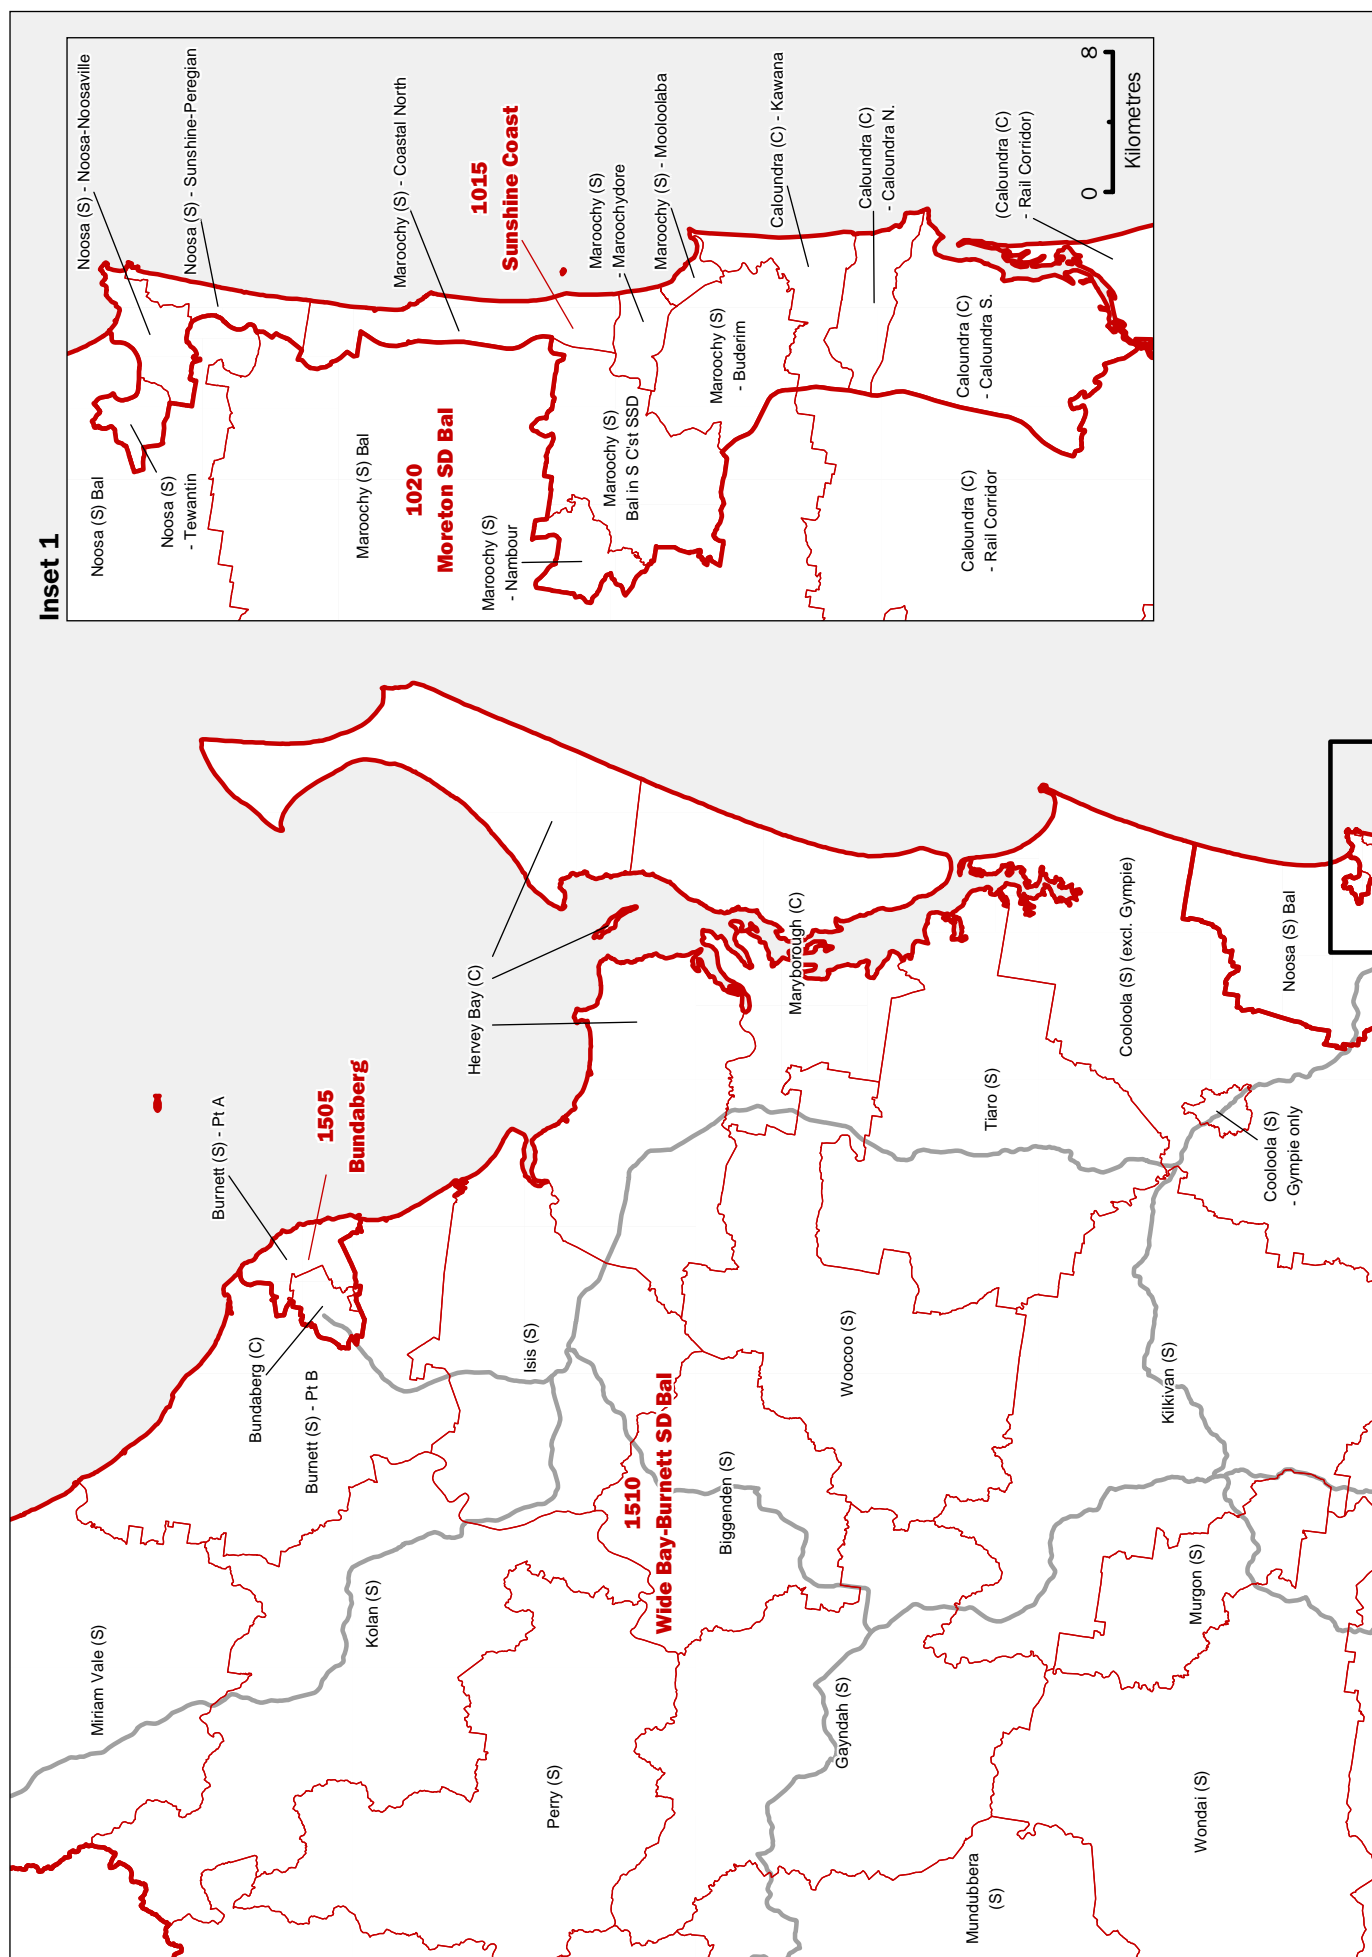 Inset 1
Noosa (S) - Noosa-Noosaville
Noosa (S) - Sunshine-Peregian
Noosa (S) Bal
Noosa (S)
- Tewantin
Maroochy (S) - Coastal North
Maroochy (S) Bal
1020
Moreton SD Bal
1015
Sunshine Coast
Maroochy (S)
- Nambour
Maroochy (S)
- Maroochydore
Maroochy (S)
Bal in S C'st SSD
Maroochy (S) - Mooloolaba
Maroochy (S)
- Buderim
Caloundra (C) - Kawana
Caloundra (C)
- Caloundra N.
Caloundra (C)
- Caloundra S.
Caloundra (C)
- Rail Corridor
(Caloundra (C)
- Rail Corridor)
0
8
Kilometres
Miriam Vale (S)
Burnett (S) - Pt A
1505
Bundaberg
Bundaberg (C)
Burnett (S) - Pt B
Kolan (S)
Hervey Bay (C)
Isis (S)
Perry (S)
1510
Wide Bay-Burnett SD Bal
Biggenden (S)
Maryborough (C)
Woocoo (S)
Gayndah (S)
Tiaro (S)
Mundubbera
(S)
Cooloola (S) (excl. Gympie)
Kilkivan (S)
Murgon (S)
Wondai (S)
Cooloola (S)
- Gympie only
Noosa (S) Bal